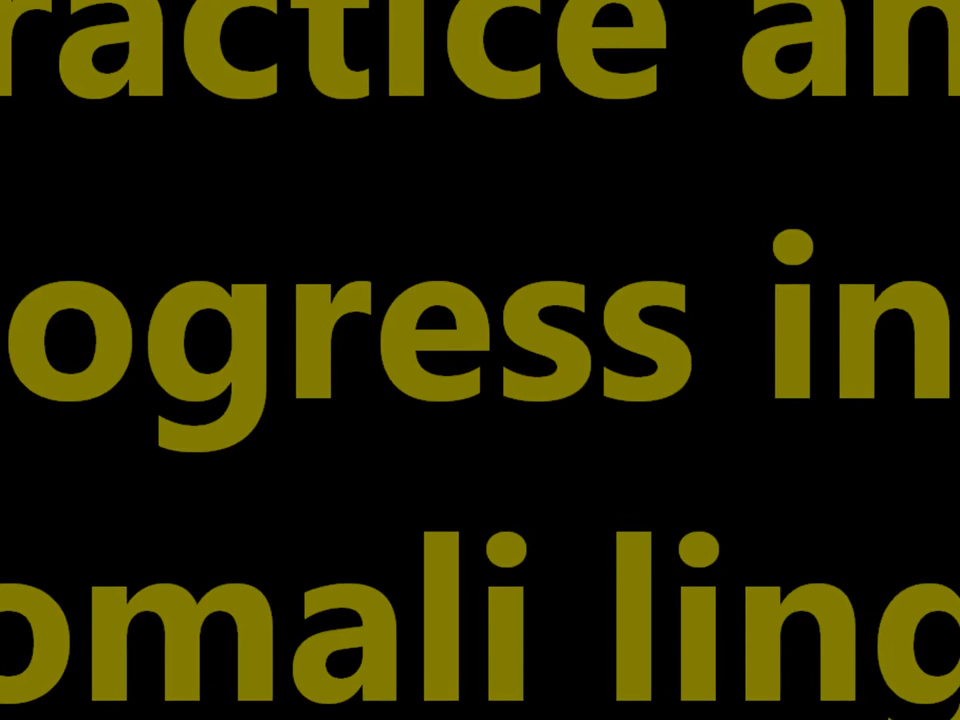 ractice an
ogress in
omali ling